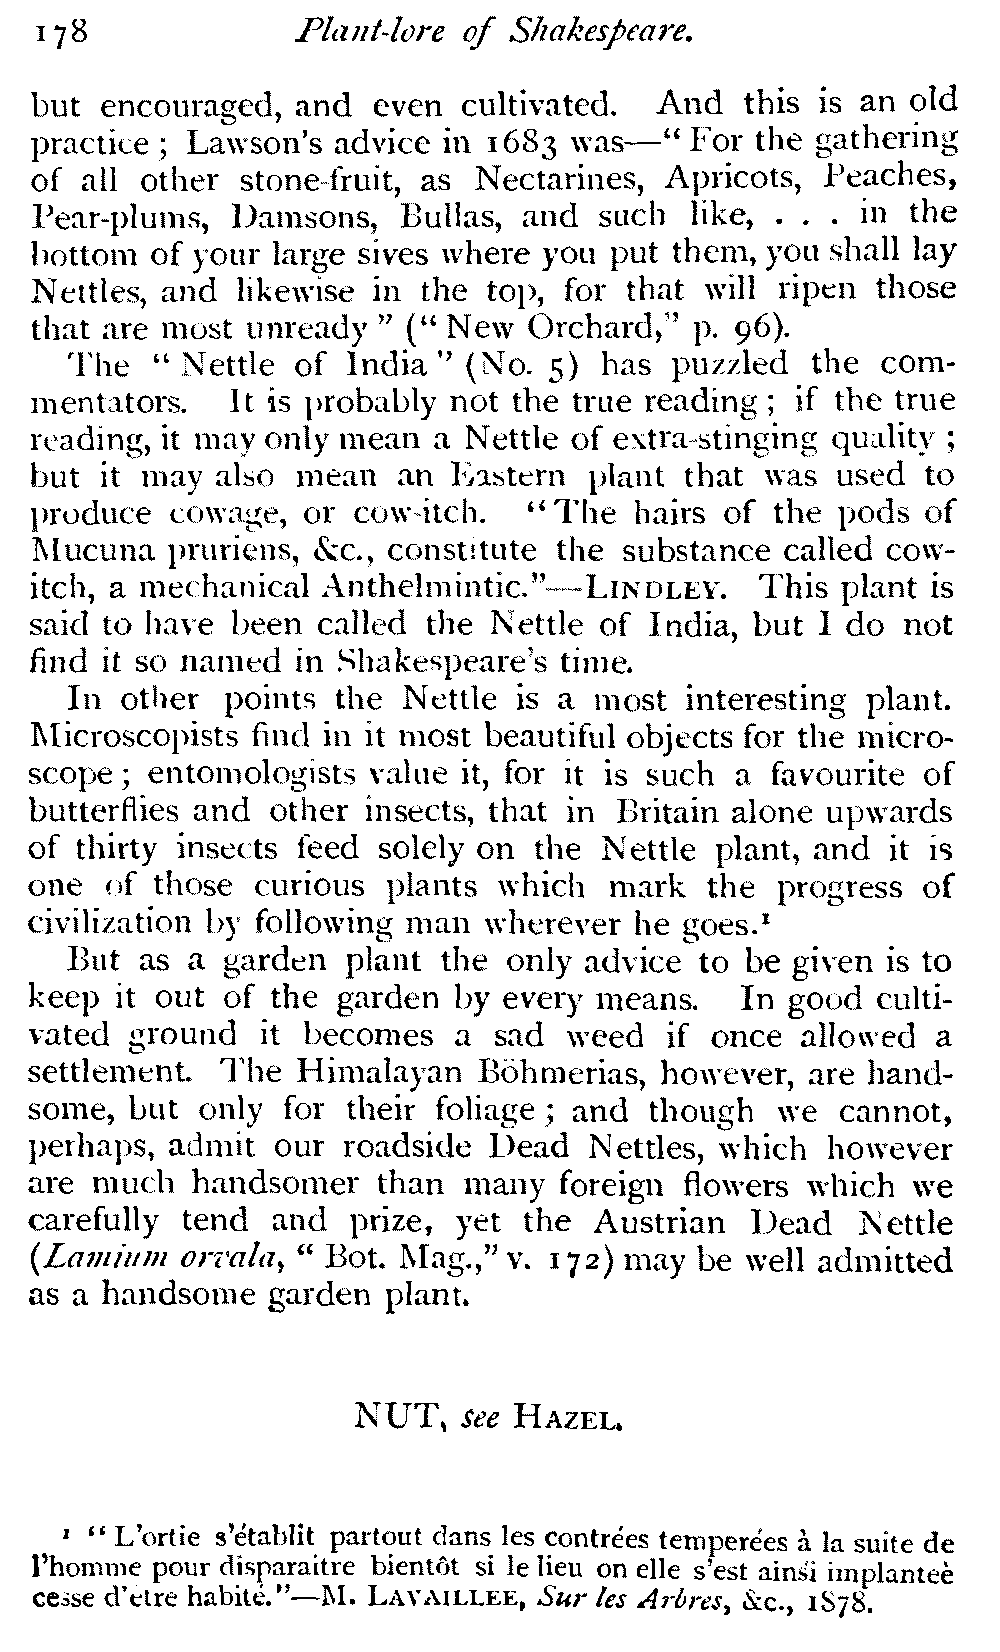 178 Plant-lore of Shakespeare.
but encouraged, and even cultivated. And this is an old
practice ; Lawson's advice in 1683 was—“ For the gathering
of all other stone-fruit, as Nectarines, Apricots, Peaches,
Pear-plums, Damsons, Bullas, and such like, . . . in the
bottom of your large sives where you put them, you shall lay
Nettles, and likewise in the top, for that will ripen those
that are most unready ” (“ New Orchard,” p. 96).
The “ Nettle of India ” (No. 5) has puzzled the com-
mentators. It is probably not the true reading ; if the true
reading, it may only mean a Nettle of extra-stinging quality ;
but it may also mean an Eastern plant that was used to
produce cowage, or cow-itch. “The hairs of the pods of
Mucuna pruriens, &c., constitute the substance called cow-
itch, a mechanical Anthelmintic.”—LINDLEY. This plant is
said to have been called the Nettle of India, but I do not
find it so named in Shakespeare's time.
In other points the Nettle is a most interesting plant.
Microscopists find in it most beautiful objects for the micro-
scope ; entomologists value it, for it is such a favourite of
butterflies and other insects, that in Britain alone upwards
of thirty insects feed solely on the Nettle plant, and it is
one of those curious plants which mark the progress of
civilization by following man wherever he goes.¹
But as a garden plant the only advice to be given is to
keep it out of the garden by every means. In good culti-
vated ground it becomes a sad weed if once allowed a
settlement. The Himalayan Böhmerias, however, are hand-
some, but only for their foliage ; and though we cannot,
perhaps, admit our roadside Dead Nettles, which however
are much handsomer than many foreign flowers which we
carefully tend and prize, yet the Austrian Dead Nettle
(Lamium orvala, “ Bot. Mag.,” v. 172) may be well admitted
as a handsome garden plant.
NUT, see HAZEL.
¹ “ L'ortie s'établit partout dans les contrées temperées à la suite de
l'homme pour disparaitre bientôt si le lieu on elle s'est ainsi implanteè
cesse d'etre habité.”—M. LAVAILLEE, Sur les Arbres, &c., 1878.